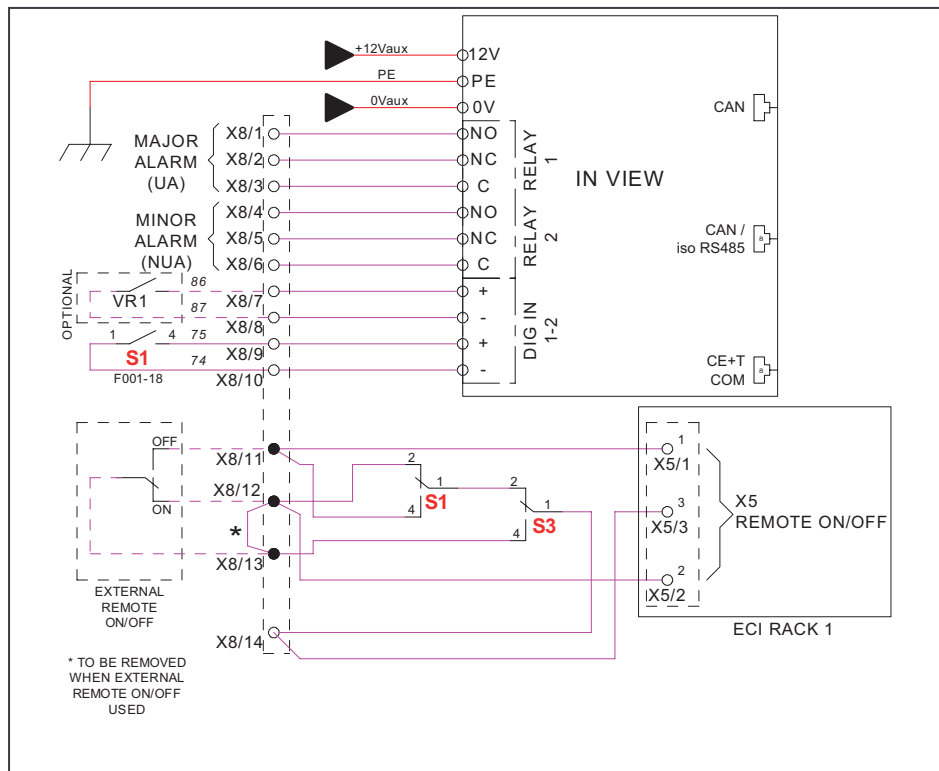 +12Vaux
12V
PE
PE
0Vaux
0V
CAN
MAJOR
ALARM
(UA)
X8/1
NO
X8/2
NC
X8/3
C
RELAY
1
IN VIEW
MINOR
ALARM
(NUA)
X8/4
NO
X8/5
NC
X8/6
C
RELAY
2
CAN /
iso RS485
8
OPTIONAL
VR1
86
X8/7
+
87
X8/8
-
1
4
75
X8/9
+
S1
74
F001-18
X8/10
-
DIG IN
1-2
CE+T
COM
8
OFF
X8/11
X8/12
ON
*
X8/13
EXTERNAL
REMOTE
ON/OFF
X8/14
2
1
S1
4
2
1
S3
4
1
X5/1
3
X5/3
2
X5/2
X5
REMOTE ON/OFF
ECI RACK 1
* TO BE REMOVED
WHEN EXTERNAL
REMOTE ON/OFF
USED